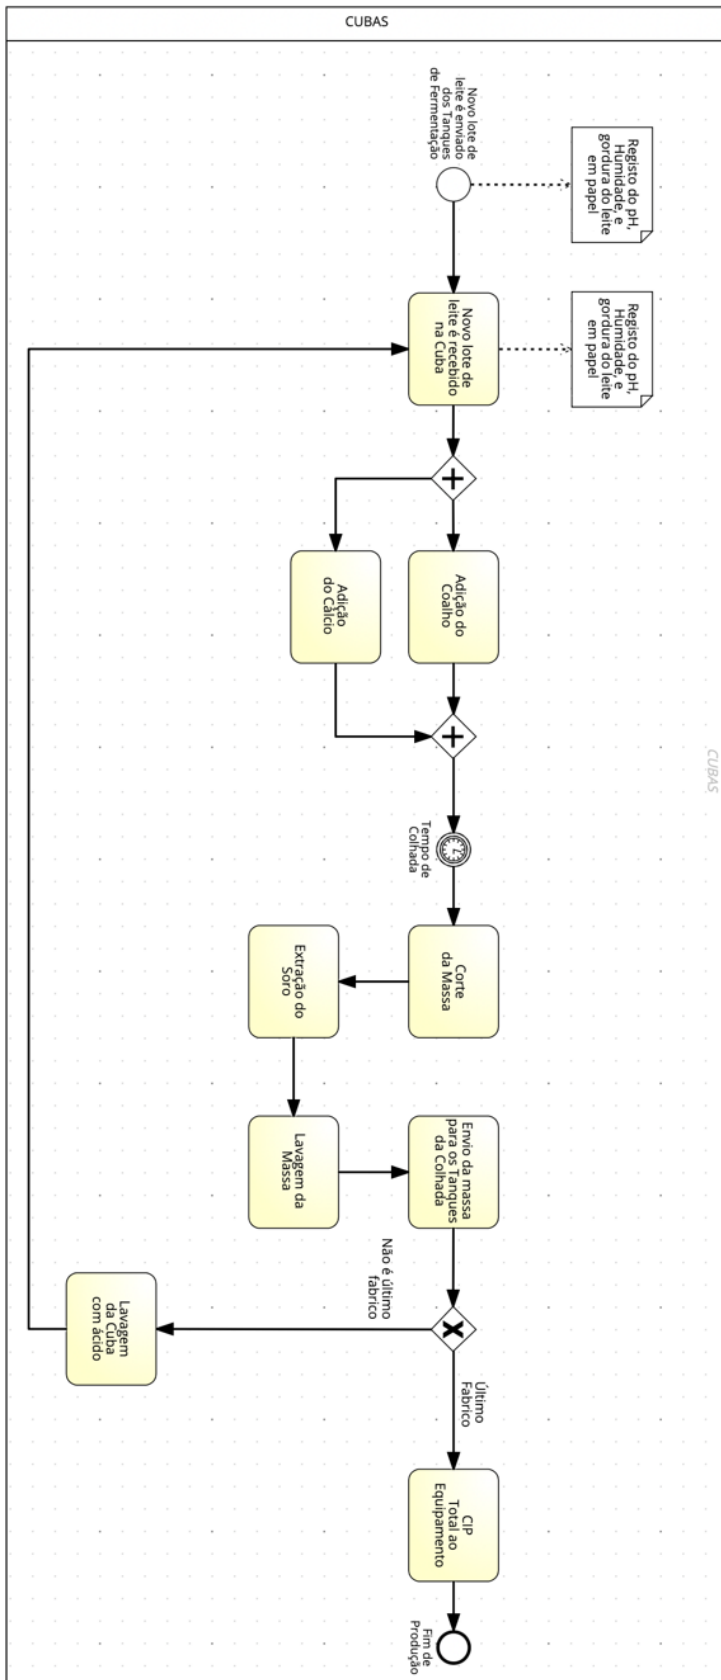 CUBAS
Novo lote de
leite é enviado
dos Tanques
de Fermentação
Registo do pH,
Humidade, e
gordura do leite
em papel
Novo lote de
leite é recebido
na Cuba
Registo do pH,
Humidade, e
gordura do leite
em papel
Adição do
Coalho
Adição
do Cálcio
CUBAS
Tempo de
Colhada
Corte
da Massa
Extração do
Soro
Lavagem da
Massa
Envio da massa
para os Tanques
da Colhada
Não é último
fabrico
Lavagem
da Cuba
com ácido
Último
Fabrico
CIP
Total ao
Equipamento
Fim de
Produção